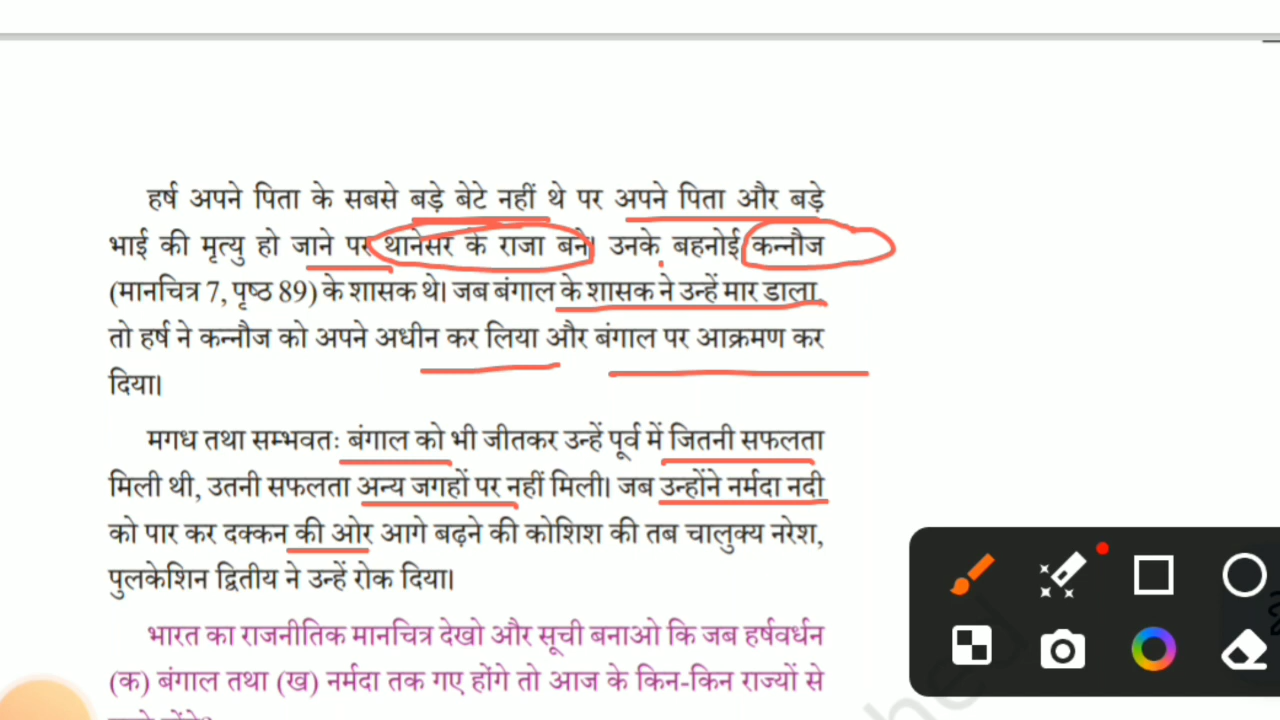 हर्ष अपने पिता के सबसे बड़े बेटे नहीं थे पर अपने पिता और बड़े
भाई की मृत्यु हो जाने पर थानेसर के राजा बने। उनके बहनोई कन्नौज
(मानचित्र 7, पृष्ठ 89) के शासक थे। जब बंगाल के शासक ने उन्हें मार डाला,
तो हर्ष ने कन्नौज को अपने अधीन कर लिया और बंगाल पर आक्रमण कर
दिया।
मगध तथा सम्भवतः बंगाल को भी जीतकर उन्हें पूर्व में जितनी सफलता
मिली थी, उतनी सफलता अन्य जगहों पर नहीं मिली। जब उन्होंने नर्मदा नदी
को पार कर दक्कन की ओर आगे बढ़ने की कोशिश की तब चालुक्य नरेश,
पुलकेशिन द्वितीय ने उन्हें रोक दिया।
भारत का राजनीतिक मानचित्र देखो और सूची बनाओ कि जब हर्षवर्धन
(क) बंगाल तथा (ख) नर्मदा तक गए होंगे तो आज के किन-किन राज्यों से